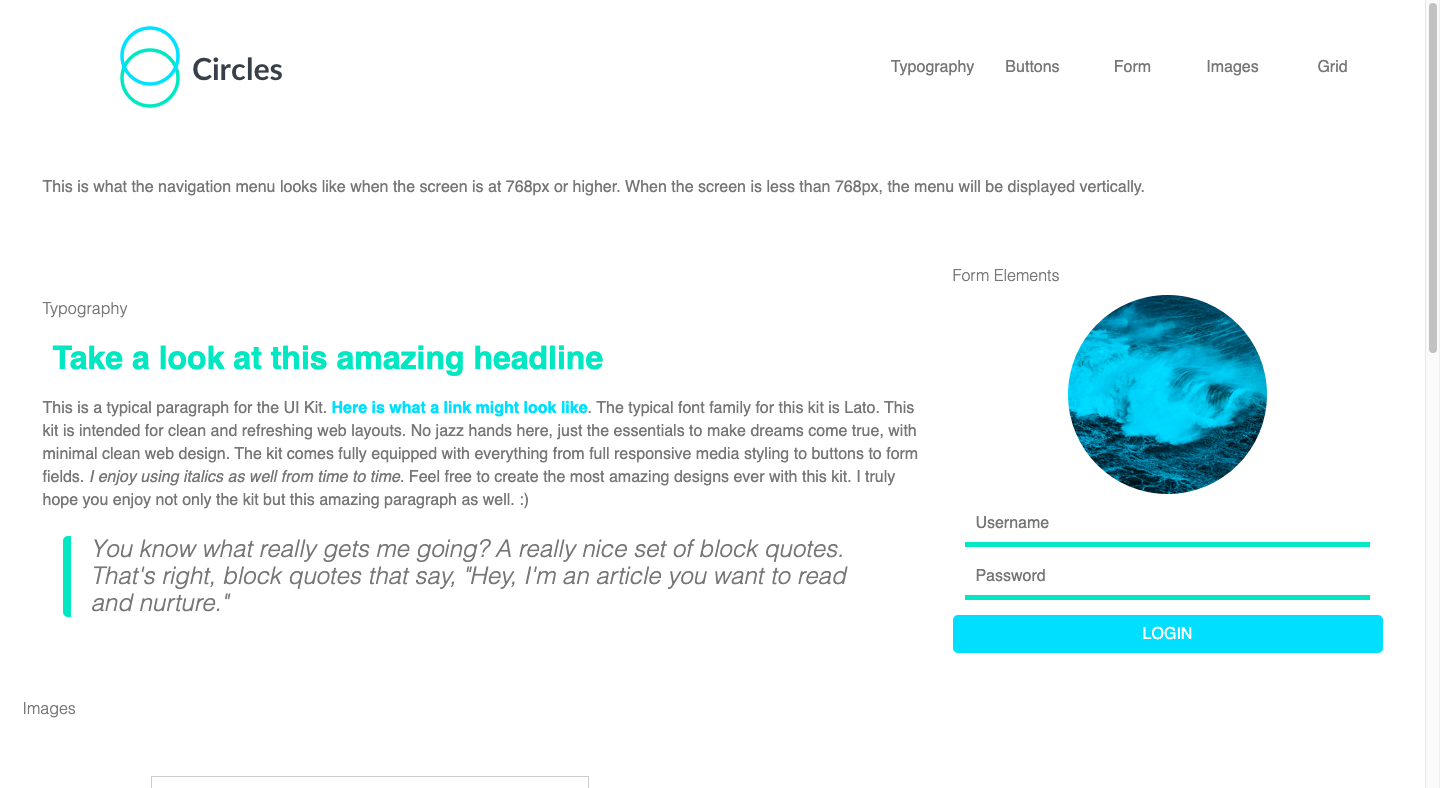 Circles
Typography Buttons Form Images Grid
This is what the navigation menu looks like when the screen is at 768px or higher. When the screen is less than 768px, the menu will be displayed vertically.
Typography
Take a look at this amazing headline
This is a typical paragraph for the UI Kit. Here is what a link might look like. The typical font family for this kit is Lato. This
kit is intended for clean and refreshing web layouts. No jazz hands here, just the essentials to make dreams come true, with
minimal clean web design. The kit comes fully equipped with everything from full responsive media styling to buttons to form
fields. I enjoy using italics as well from time to time. Feel free to create the most amazing designs ever with this kit. I truly
hope you enjoy not only the kit but this amazing paragraph as well. :)
You know what really gets me going? A really nice set of block quotes.
That's right, block quotes that say, "Hey, I'm an article you want to read
and nurture."
Form Elements
Username
Password
LOGIN
Images